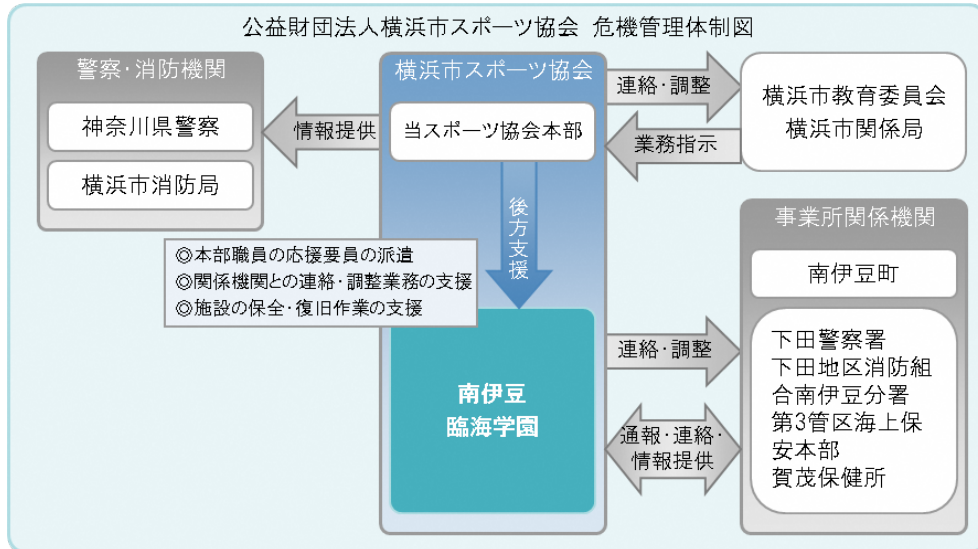 公益財団法人横浜市スポーツ協会 危機管理体制図
警察・消防機関
神奈川県警察
横浜市消防局
情報提供
横浜市スポーツ協会
当スポーツ協会本部
連絡・調整
業務指示
横浜市教育委員会
横浜市関係局
後方支援
◎本部職員の応援要員の派遣
◎関係機関との連絡・調整業務の支援
◎施設の保全・復旧作業の支援
南伊豆
臨海学園
連絡・調整
通報・連絡・
情報提供
事業所関係機関
南伊豆町
下田警察署
下田地区消防組
合南伊豆分署
第3管区海上保
安本部
賀茂保健所